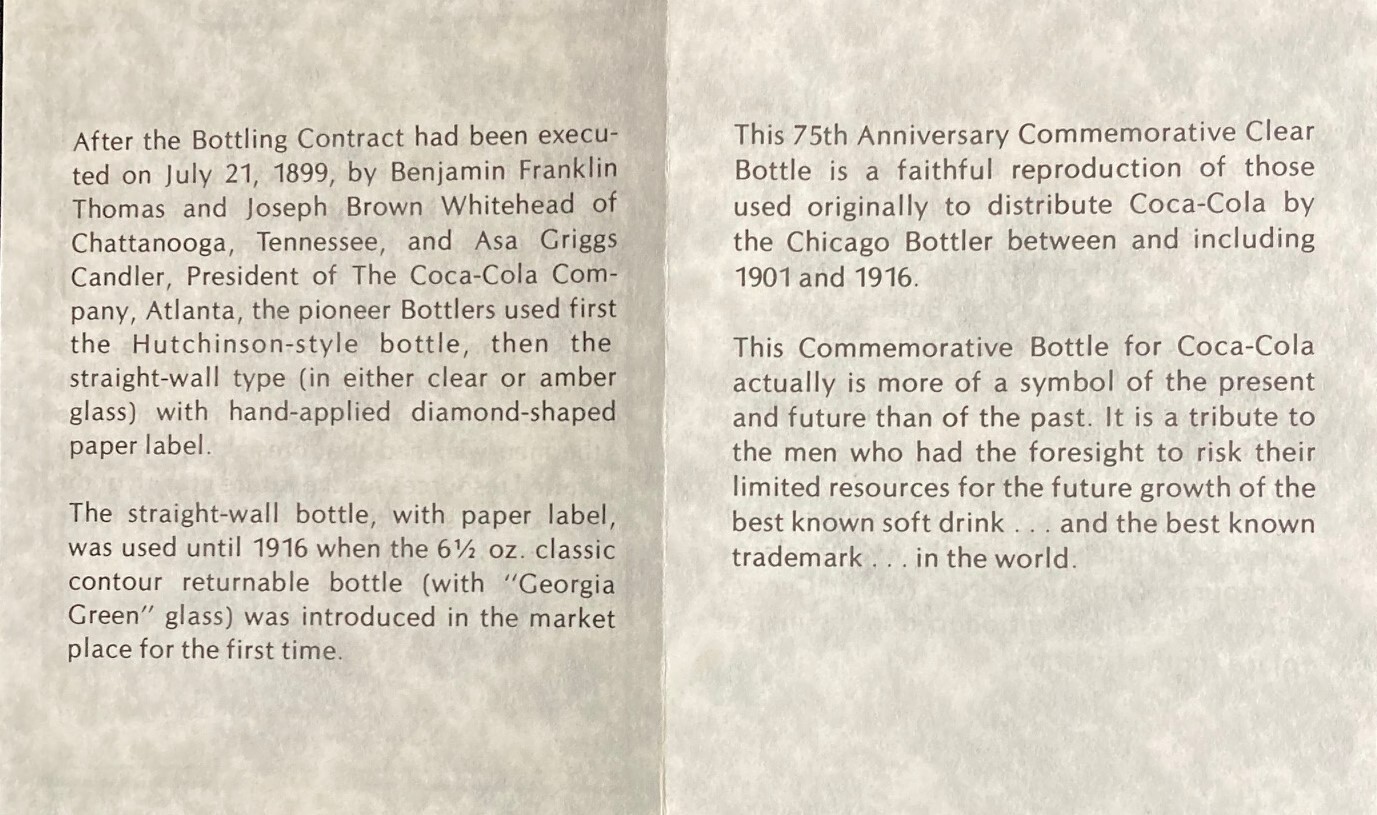 After the Bottling Contract had been execu-
ted on July 21, 1899, by Benjamin Franklin
Thomas and Joseph Brown Whitehead of
Chattanooga, Tennessee, and Asa Griggs
Candler, President of The Coca-Cola Com-
pany, Atlanta, the pioneer Bottlers used first
the Hutchinson-style bottle, then the
straight-wall type (in either clear or amber
glass) with hand-applied diamond-shaped
paper label.
The straight-wall bottle, with paper label,
was used until 1916 when the 6½ oz. classic
contour returnable bottle (with "Georgia
Green" glass) was introduced in the market
place for the first time.
This 75th Anniversary Commemorative Clear
Bottle is a faithful reproduction of those
used originally to distribute Coca-Cola by
the Chicago Bottler between and including
1901 and 1916.
This Commemorative Bottle for Coca-Cola
actually is more of a symbol of the present
and future than of the past. It is a tribute to
the men who had the foresight to risk their
limited resources for the future growth of the
best known soft drink . . . and the best known
trademark . . . in the world.